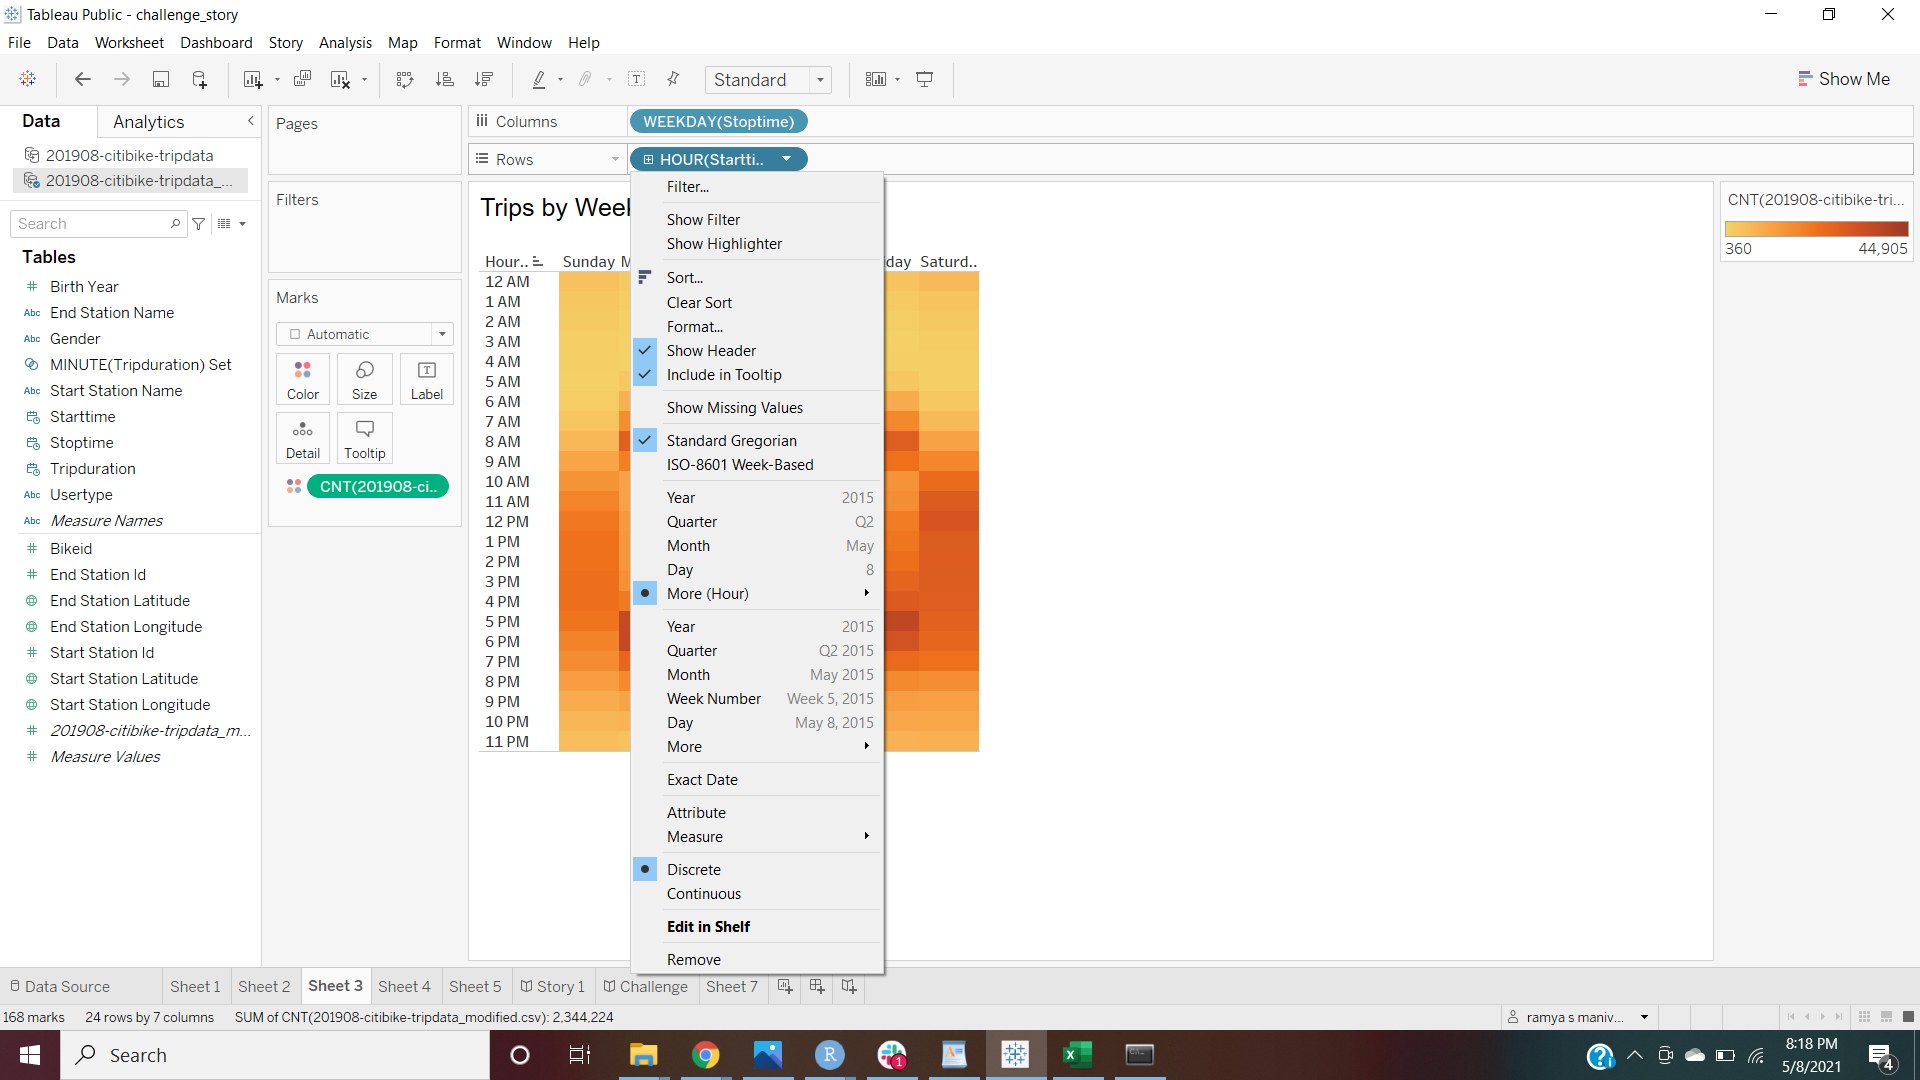 Tableau Public - challenge_story
File Data Worksheet Dashboard Story Analysis Map Format Window Help
Standard
Show Me
Data Analytics
201908-citibike-tripdata
201908-citibike-tripdata_...
Search
Tables
# Birth Year
Abc End Station Name
Abc Gender
MINUTE(Tripduration) Set
Abc Start Station Name
Starttime
Stoptime
Tripduration
Abc Usertype
Abc Measure Names
# Bikeid
# End Station Id
End Station Latitude
End Station Longitude
# Start Station Id
Start Station Latitude
Start Station Longitude
# 201908-citibike-tripdata_m...
# Measure Values
Pages
Filters
Marks
Automatic
Color Size Label
Detail Tooltip
CNT(201908-ci..
Columns WEEKDAY(Stoptime)
Rows HOUR(Startti..
Trips by Week
Hour.. Sunday M day Saturd..
12 AM
1 AM
2 AM
3 AM
4 AM
5 AM
6 AM
7 AM
8 AM
9 AM
10 AM
11 AM
12 PM
1 PM
2 PM
3 PM
4 PM
5 PM
6 PM
7 PM
8 PM
9 PM
10 PM
11 PM
Filter...
Show Filter
Show Highlighter
Sort...
Clear Sort
Format...
Show Header
Include in Tooltip
Show Missing Values
Standard Gregorian
ISO-8601 Week-Based
Year 2015
Quarter Q2
Month May
Day 8
More (Hour)
Year 2015
Quarter Q2 2015
Month May 2015
Week Number Week 5, 2015
Day May 8, 2015
More
Exact Date
Attribute
Measure
Discrete
Continuous
Edit in Shelf
Remove
CNT(201908-citibike-tri...
360 44,905
Data Source Sheet 1 Sheet 2 Sheet 3 Sheet 4 Sheet 5 Story 1 Challenge Sheet 7
168 marks 24 rows by 7 columns SUM of CNT(201908-citibike-tripdata_modified.csv): 2,344,224
ramya s maniv...
Search
R
1
8:18 PM
5/8/2021
4